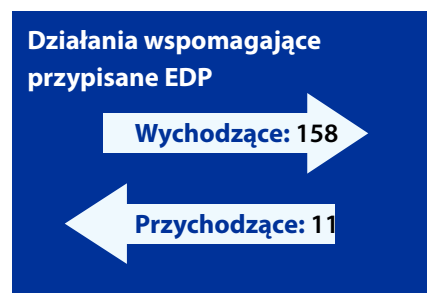 Działania wspomagające
przypisane EDP
Wychodzące: 158
Przychodzące: 11